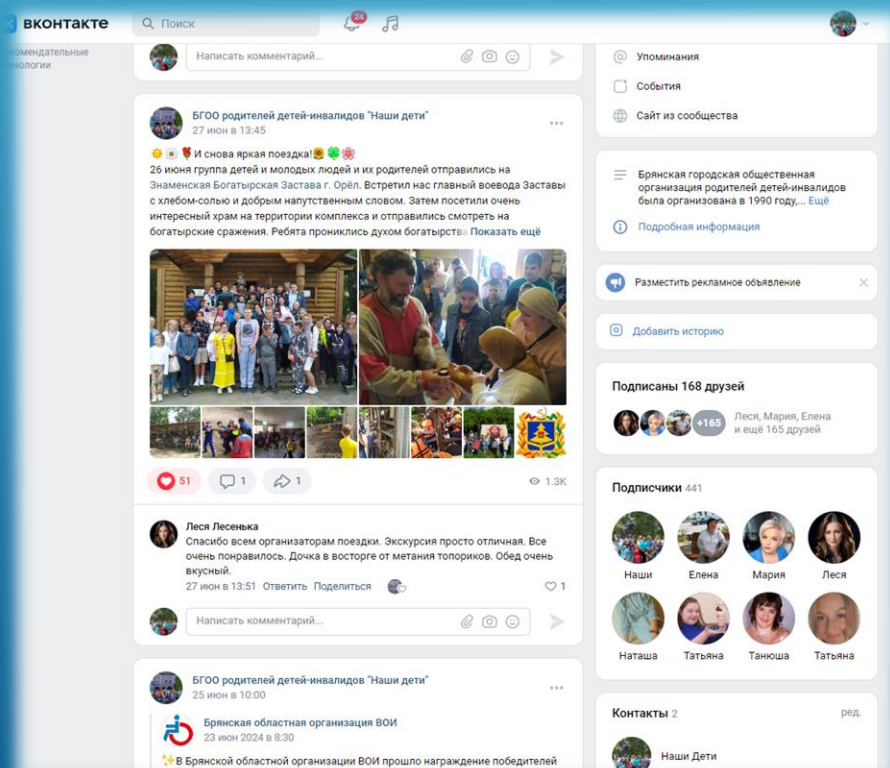 вконтакте
Поиск
24
комендательные
хнологии
Написать комментарий...
БГОО родителей детей-инвалидов "Наши дети"
27 июн в 13:45
И снова яркая поездка!
26 июня группа детей и молодых людей и их родителей отправились на
Знаменская Богатырская Застава г. Орёл. Встретил нас главный воевода Заставы
с хлебом-солью и добрым напутственным словом. Затем посетили очень
интересный храм на территории комплекса и отправились смотреть на
богатырские сражения. Ребята прониклись духом богатырства Показать ещё
51
1
1
1.3K
Леся Лесенька
Спасибо всем организаторам поездки. Экскурсия просто отличная. Все
очень понравилось. Дочка в восторге от метания топориков. Обед очень
вкусный.
27 июн в 13:51 Ответить Поделиться
1
Написать комментарий...
БГОО родителей детей-инвалидов "Наши дети"
25 июн в 10:00
Брянская областная организация ВОИ
23 июн 2024 в 8:30
В Брянской областной организации ВОИ прошло награждение победителей
Упоминания
События
Сайт из сообщества
Брянская городская общественная
организация родителей детей-инвалидов
была организована в 1990 году,... Ещё
Подробная информация
Разместить рекламное объявление
Добавить историю
Подписаны 168 друзей
+165
Леся, Мария, Елена
и ещё 165 друзей
Подписчики 441
Наши
Елена
Мария
Леся
Наташа
Татьяна
Танюша
Татьяна
Контакты 2
ред.
Наши Дети